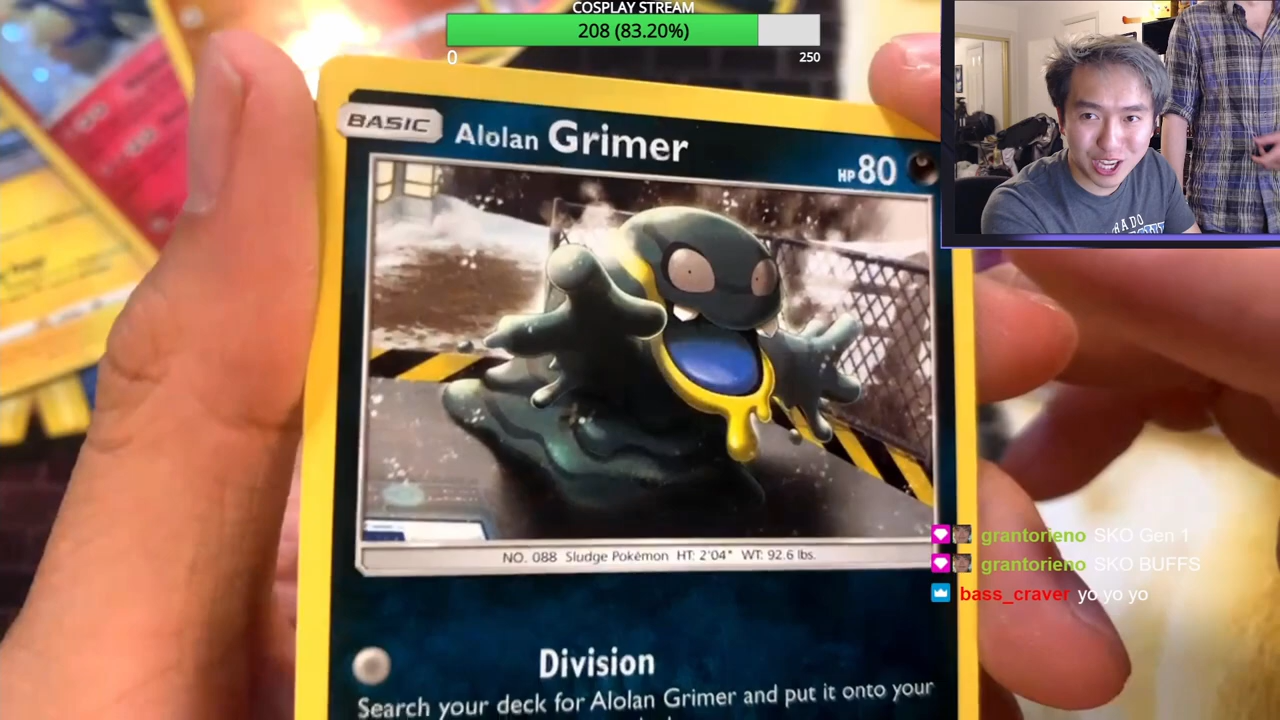 COSPLAY STREAM
208 (83.20%)
0
250
BASIC
Alolan Grimer
HP 80
NO. 088 Sludge Pokémon HT: 2'04" WT: 92.6 lbs.
grantorieno SKO Gen 1
grantorieno SKO BUFFS
bass_craver yo yo yo
Division
Search your deck for Alolan Grimer and put it onto your